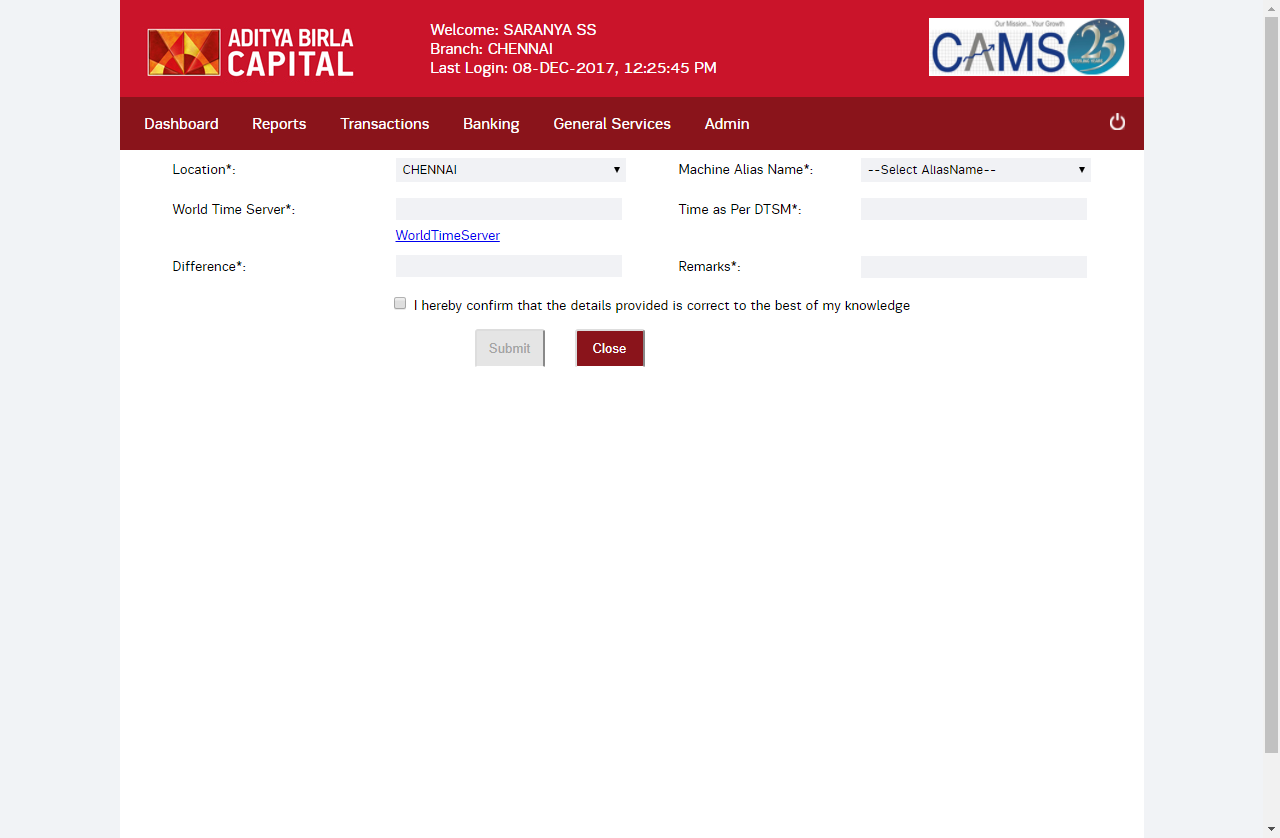 ADITYA BIRLA
CAPITAL
Welcome: SARANYA SS
Branch: CHENNAI
Last Login: 08-DEC-2017, 12:25:45 PM
Our Mission... Your Growth
CAMS 25
Dashboard Reports Transactions Banking General Services Admin
Location*: CHENNAI Machine Alias Name*: --Select AliasName--
World Time Server*: Time as Per DTSM*:
WorldTimeServer
Difference*: Remarks*:
I hereby confirm that the details provided is correct to the best of my knowledge
Submit Close